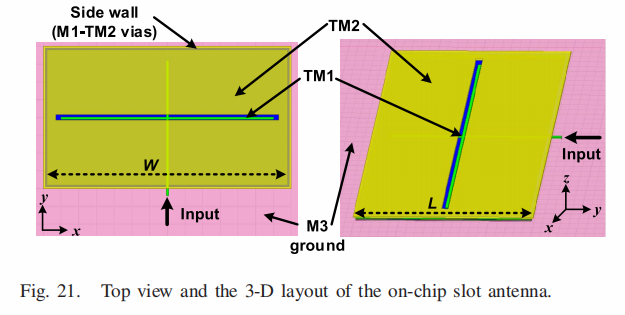 Side wall
(M1-TM2 vias)
TM2
TM1
W
Input
y
x
M3
ground
L
Input
z
y
x
Fig. 21. Top view and the 3-D layout of the on-chip slot antenna.